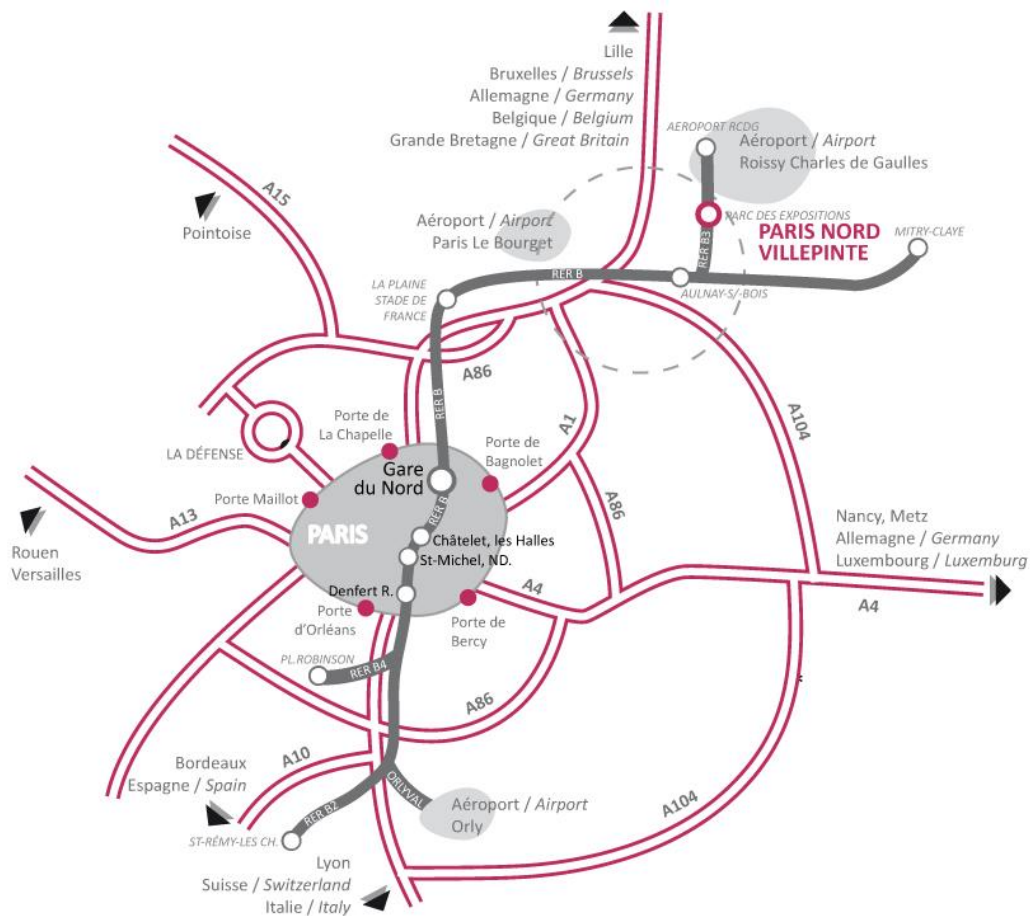 Lille
Bruxelles / Brussels
Allemagne / Germany
Belgique / Belgium
Grande Bretagne / Great Britain
AEROPORT RCDG
Aéroport / Airport
Roissy Charles de Gaulles
A15
Pointoise
Aéroport / Airport
Paris Le Bourget
PARC DES EXPOSITIONS
PARIS NORD
VILLEPINTE
MITRY-CLAYE
RER B3
RER B
AULNAY-S/-BOIS
LA PLAINE
STADE DE
FRANCE
A86
RER B
A1
A104
Porte de
La Chapelle
LA DÉFENSE
Porte de
Bagnolet
Gare
du Nord
Porte Maillot
RER B
A86
A13
PARIS
Châtelet, les Halles
St-Michel, ND.
Rouen
Versailles
Nancy, Metz
Allemagne / Germany
Luxembourg / Luxemburg
Denfert R.
A4
A4
Porte
d'Orléans
Porte de
Bercy
PL.ROBINSON
RER B4
A86
A10
Bordeaux
Espagne / Spain
ORLYVAL
Aéroport / Airport
Orly
RER B2
A104
ST-RÉMY-LES CH.
Lyon
Suisse / Switzerland
Italie / Italy